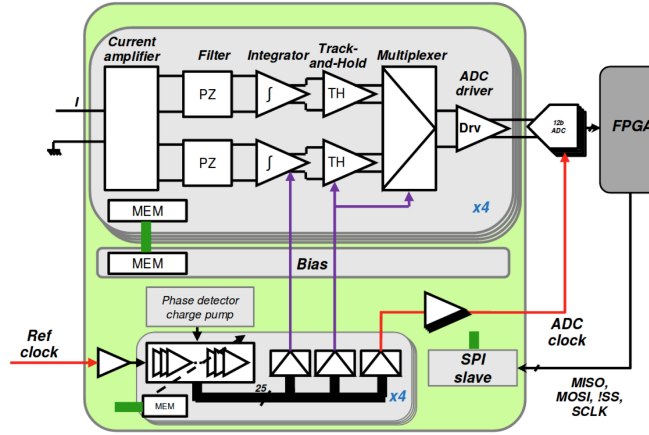 Current
amplifier
Filter
Integrator
Track-
and-Hold
Multiplexer
ADC
driver
I
PZ
∫
TH
Drv
12b
ADC
FPGA
PZ
∫
TH
MEM
x4
MEM
Bias
Phase detector
charge pump
Ref
clock
ADC
clock
SPI
slave
25
MEM
x4
MISO,
MOSI, !SS,
SCLK